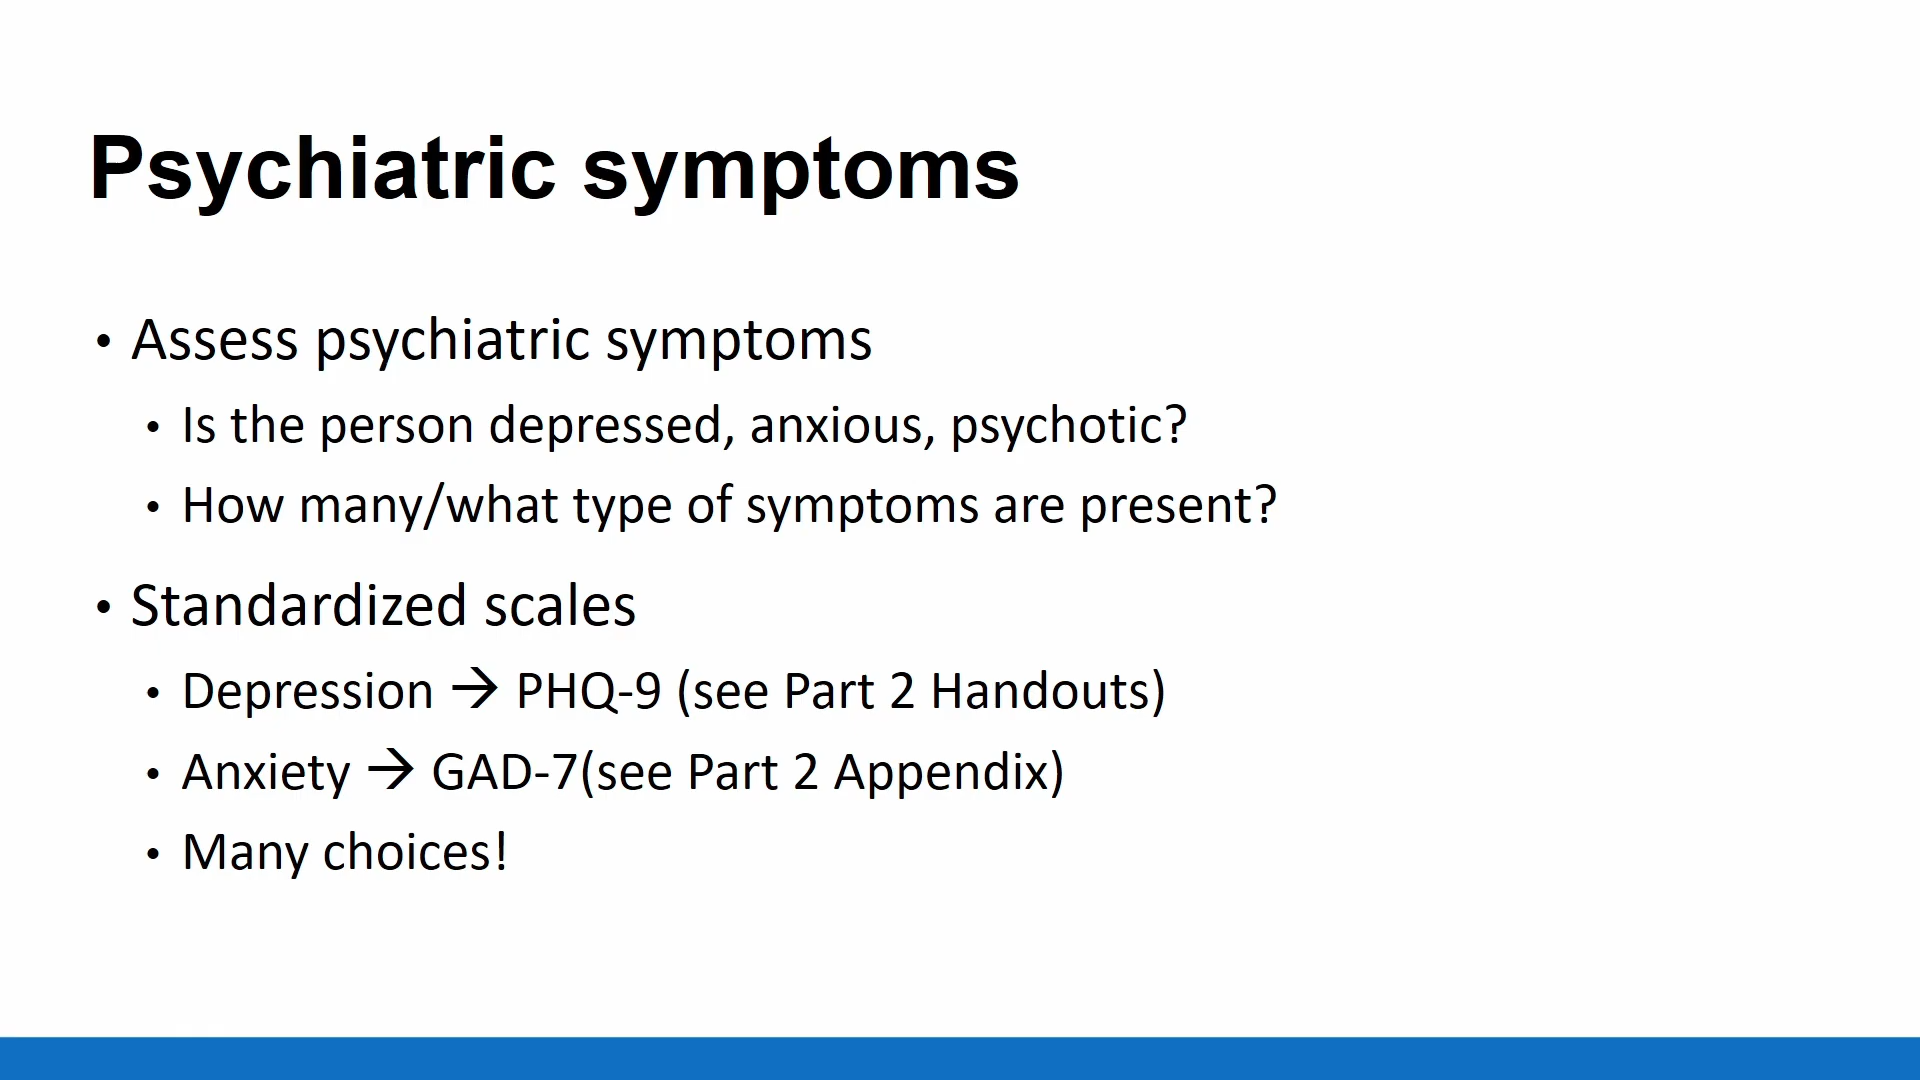 Psychiatric symptoms
• Assess psychiatric symptoms
• Is the person depressed, anxious, psychotic?
• How many/what type of symptoms are present?
• Standardized scales
• Depression → PHQ-9 (see Part 2 Handouts)
• Anxiety → GAD-7(see Part 2 Appendix)
• Many choices!